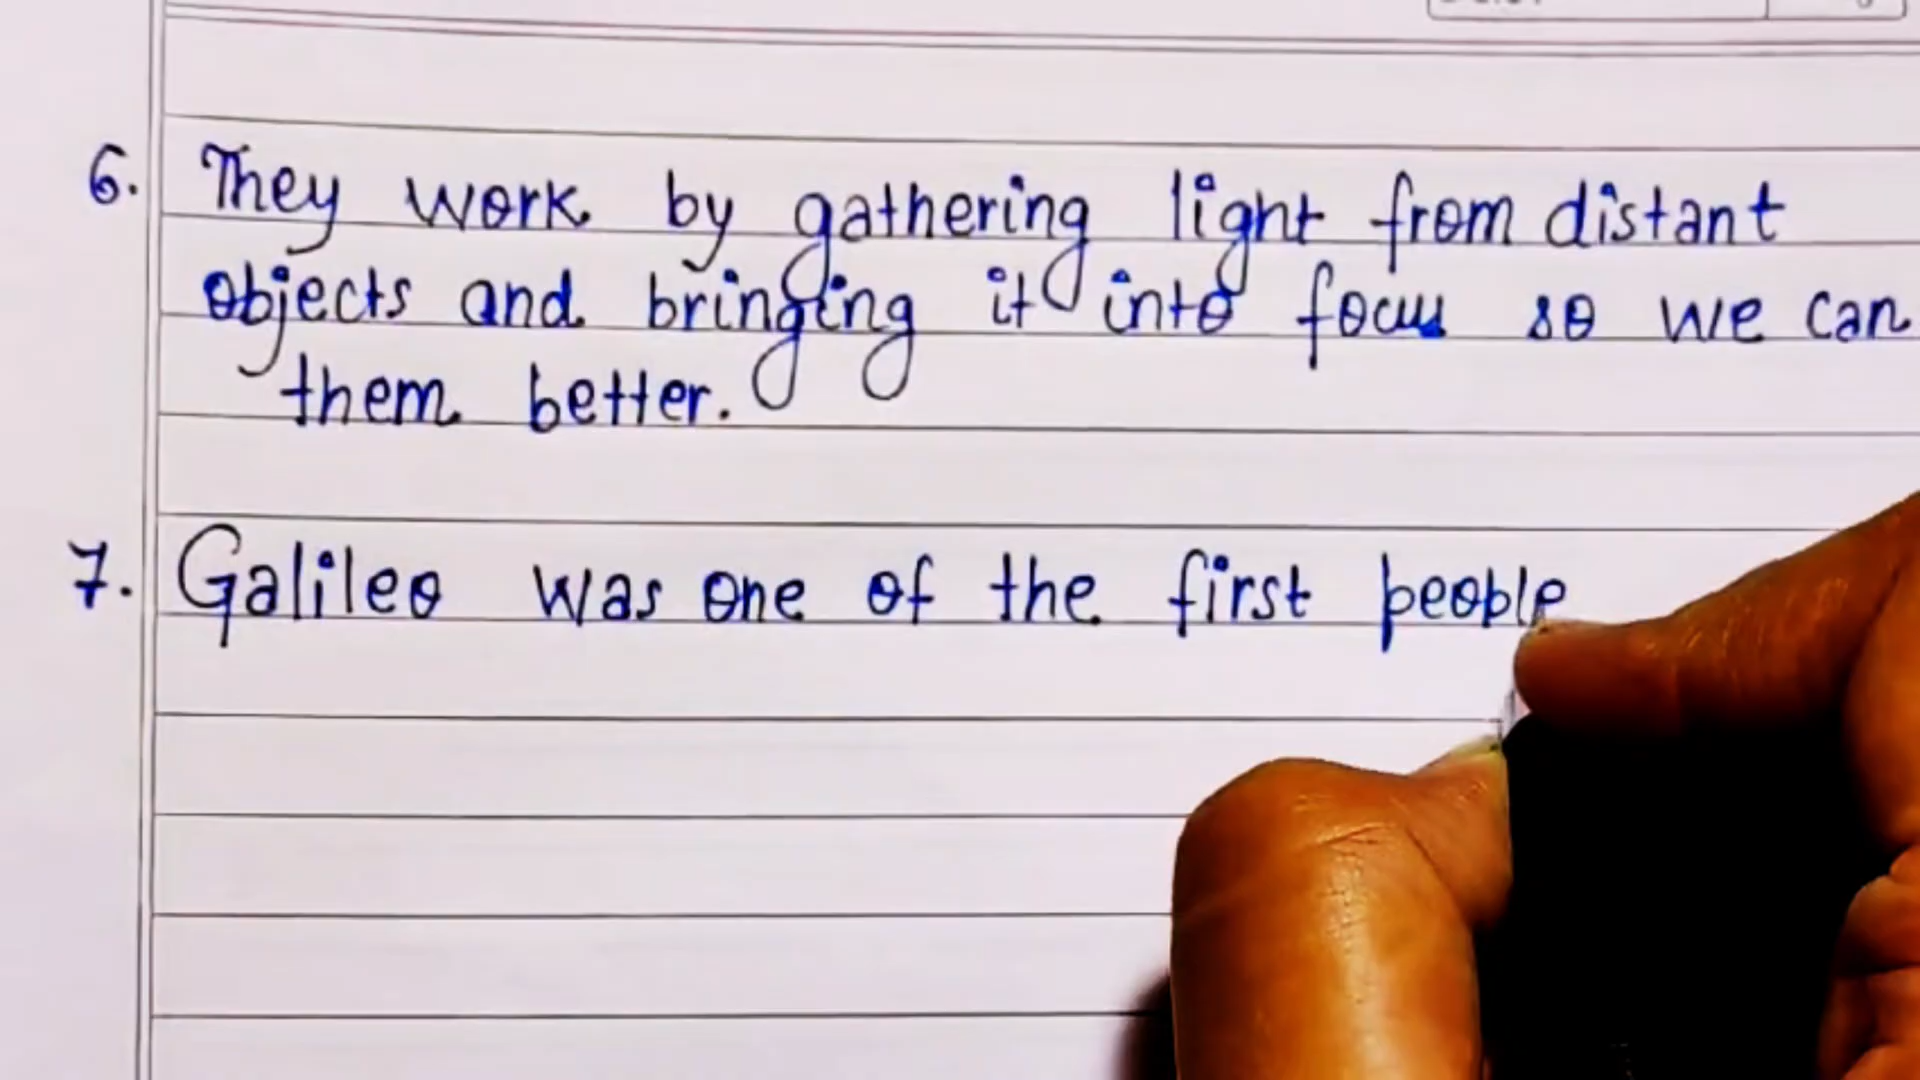 6. They work by gathering light from distant
objects and bringing it into focus so we can
them better.
7. Galileo was one of the first people